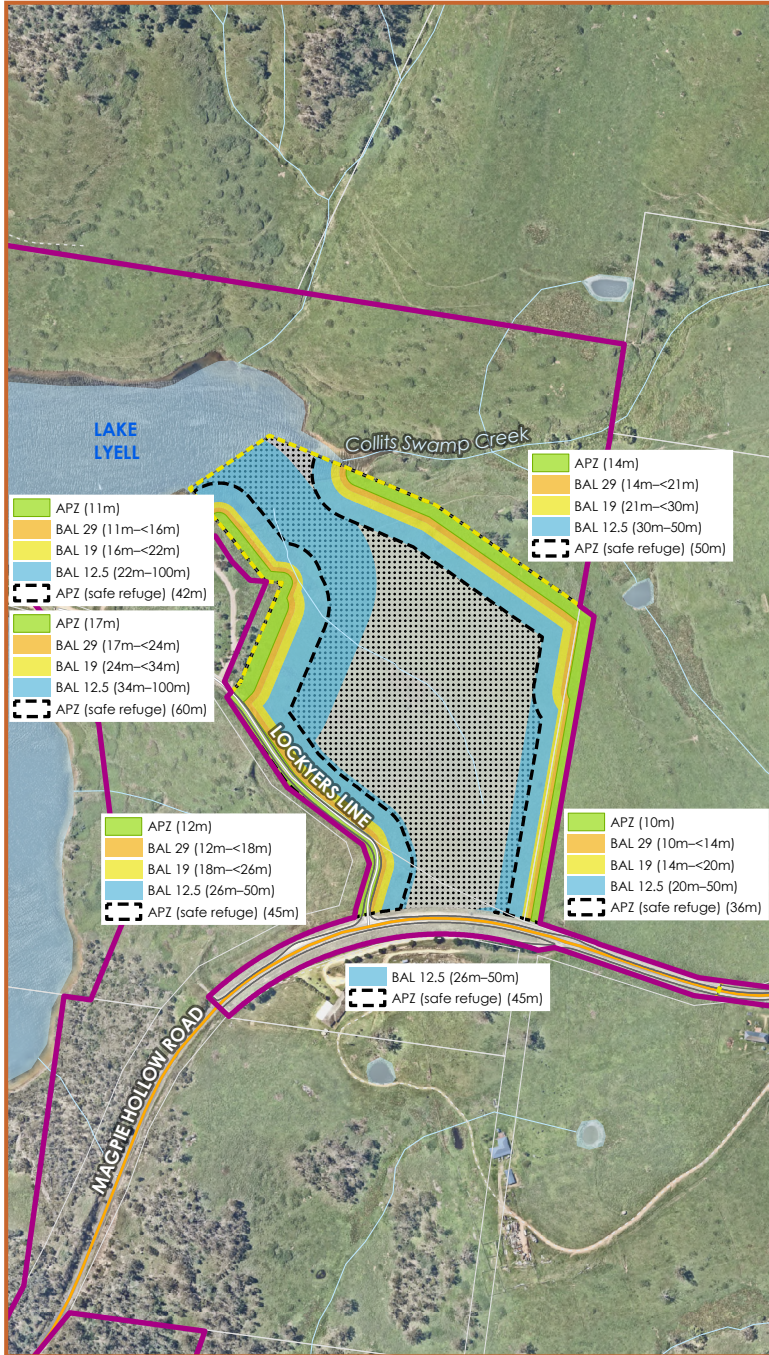 LAKE
LYELL
Collits Swamp Creek
APZ (14m)
BAL 29 (14m–<21m)
BAL 19 (21m–<30m)
BAL 12.5 (30m–50m)
APZ (safe refuge) (50m)
APZ (11m)
BAL 29 (11m–<16m)
BAL 19 (16m–<22m)
BAL 12.5 (22m–100m)
APZ (safe refuge) (42m)
APZ (17m)
BAL 29 (17m–<24m)
BAL 19 (24m–<34m)
BAL 12.5 (34m–100m)
APZ (safe refuge) (60m)
LOCKYERS LINE
APZ (12m)
BAL 29 (12m–<18m)
BAL 19 (18m–<26m)
BAL 12.5 (26m–50m)
APZ (safe refuge) (45m)
APZ (10m)
BAL 29 (10m–<14m)
BAL 19 (14m–<20m)
BAL 12.5 (20m–50m)
APZ (safe refuge) (36m)
BAL 12.5 (26m–50m)
APZ (safe refuge) (45m)
MAGPIE HOLLOW ROAD